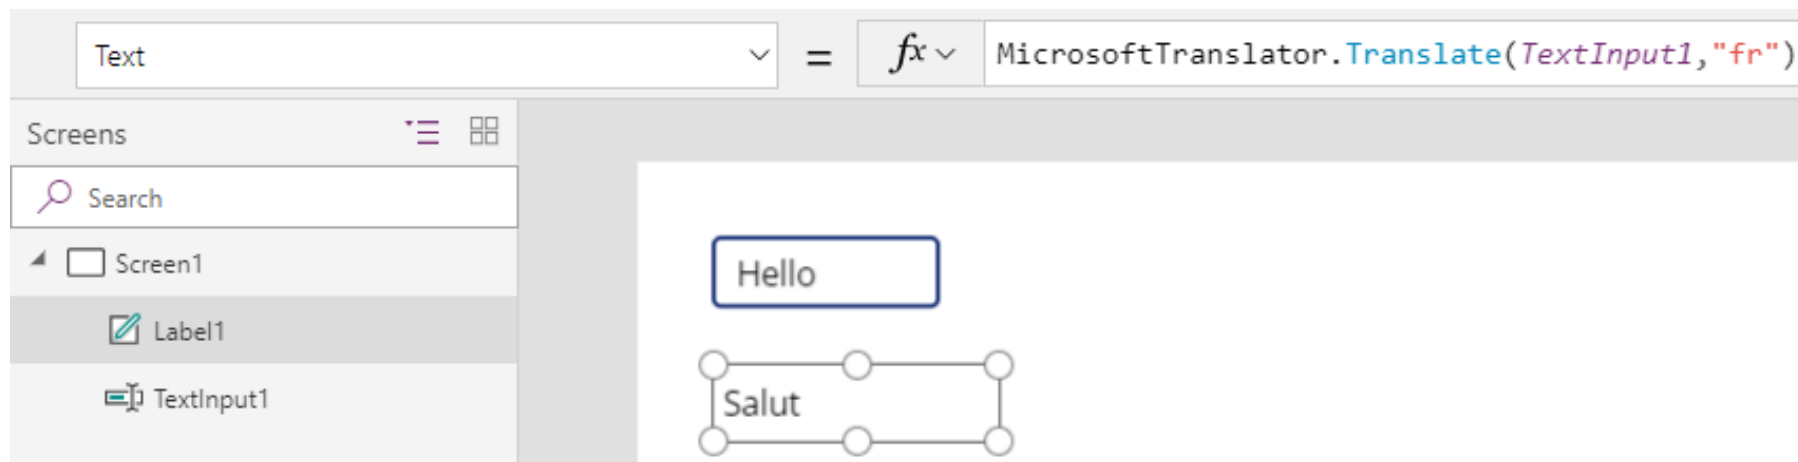 Text = fx MicrosoftTranslator.Translate(TextInput1,"fr")
Screens
Search
Screen1
Label1
TextInput1
Hello
Salut